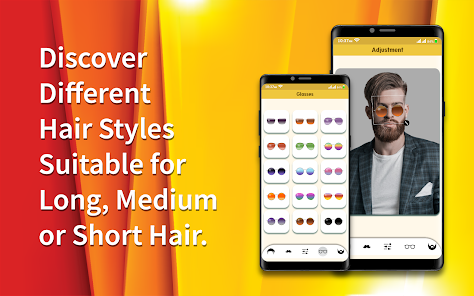 Discover
Different
Hair Styles
Suitable for
Long, Medium
or Short Hair.
Glasses
Adjustment